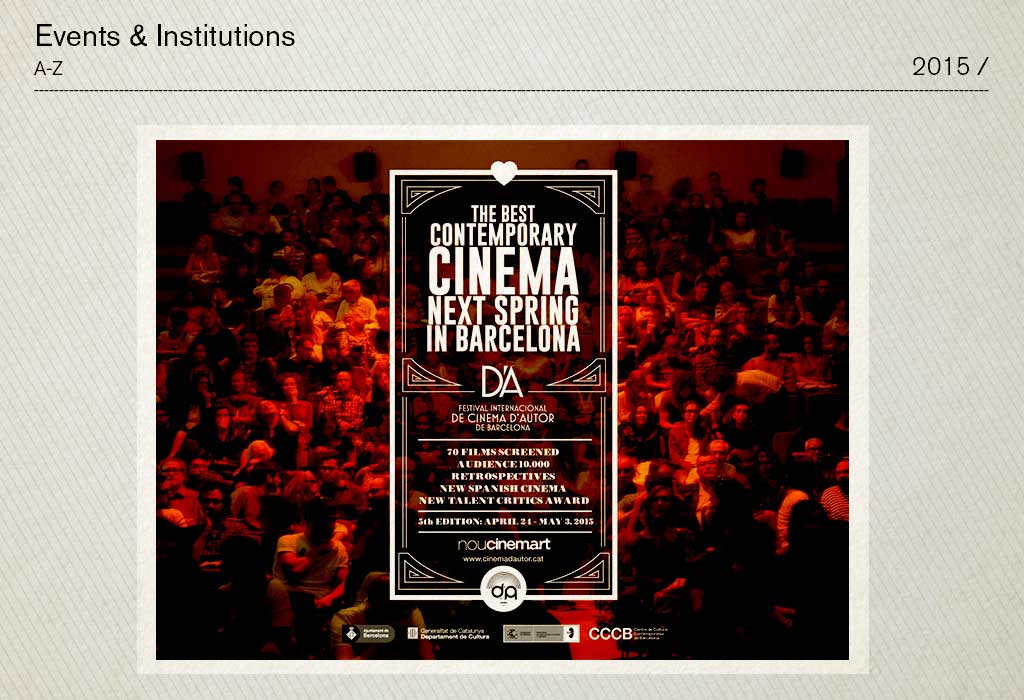 Events & Institutions
A-Z
2015 /
THE BEST
CONTEMPORARY
CINEMA
NEXT SPRING
IN BARCELONA
D'A
FESTIVAL INTERNACIONAL
DE CINEMA D'AUTOR
DE BARCELONA
70 FILMS SCREENED
AUDIENCE 10.000
RETROSPECTIVES
NEW SPANISH CINEMA
NEW TALENT CRITICS AWARD
5th EDITION: APRIL 24 - MAY 3, 2015
noucinemart
www.cinemadautor.cat
d'a
Ajuntament de
Barcelona
Generalitat de Catalunya
Departament de Cultura
CCCB
Centre de Cultura
Contemporània
de Barcelona